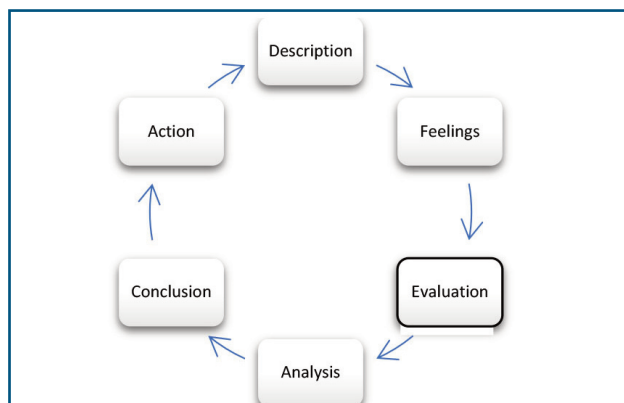 Description
Feelings
Evaluation
Analysis
Conclusion
Action